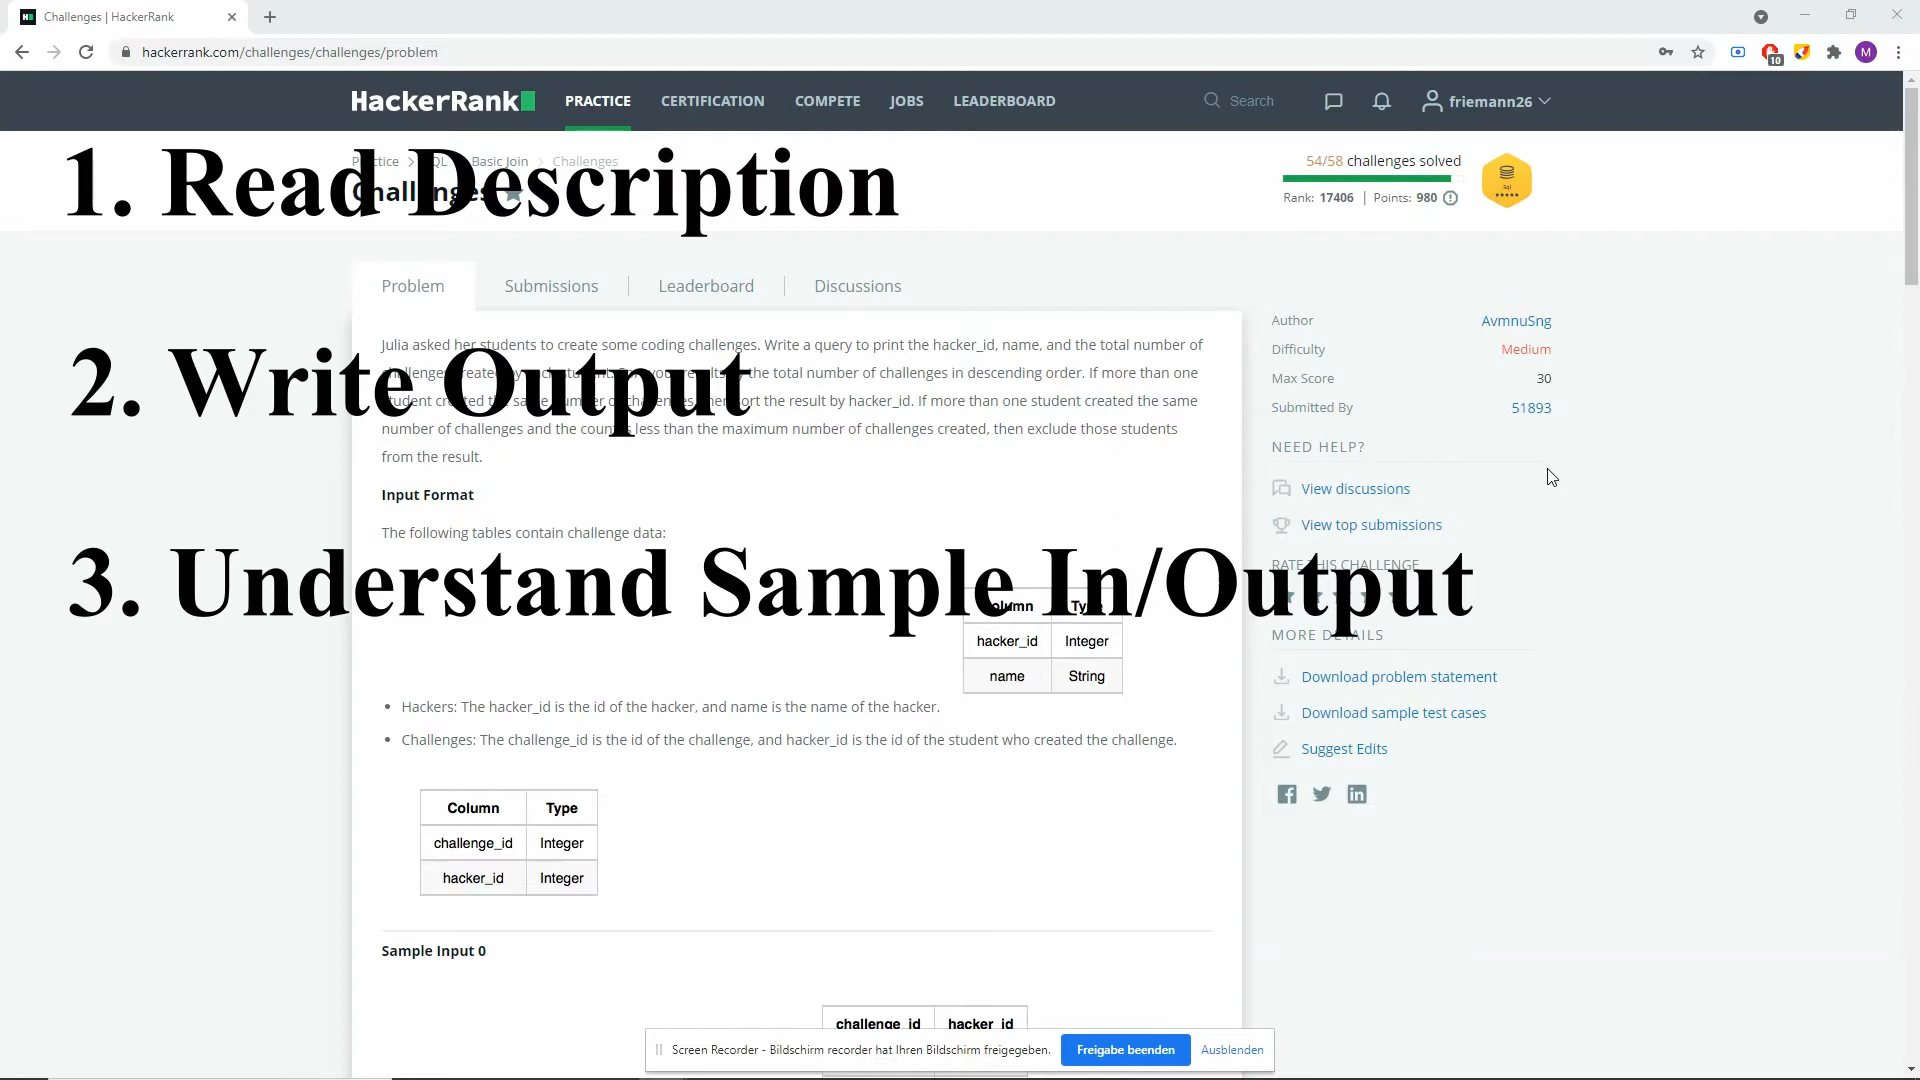 Challenges | HackerRank
hackerrank.com/challenges/challenges/problem
10
M
HackerRank
PRACTICE
CERTIFICATION
COMPETE
JOBS
LEADERBOARD
Search
friemann26
1. Read Description
Basic Join
Challenges
Challenges
54/58 challenges solved
Rank: 17406 | Points: 980
Sql
Problem
Submissions
Leaderboard
Discussions
2. Write Output
Julia asked her students to create some coding challenges. Write a query to print the hacker_id, name, and the total number of
the total number of challenges in descending order. If more than one
sort the result by hacker_id. If more than one student created the same
number of challenges and the count is less than the maximum number of challenges created, then exclude those students
from the result.
Input Format
The following tables contain challenge data:
3. Understand Sample In/Output
hacker_id Integer
name String
Hackers: The hacker_id is the id of the hacker, and name is the name of the hacker.
Challenges: The challenge_id is the id of the challenge, and hacker_id is the id of the student who created the challenge.
Column Type
challenge_id Integer
hacker_id Integer
Sample Input 0
challenge_id hacker_id
Author AvmnuSng
Difficulty Medium
Max Score 30
Submitted By 51893
NEED HELP?
View discussions
View top submissions
RATE THIS CHALLENGE
MORE DETAILS
Download problem statement
Download sample test cases
Suggest Edits
Screen Recorder - Bildschirm recorder hat Ihren Bildschirm freigegeben.
Freigabe beenden
Ausblenden